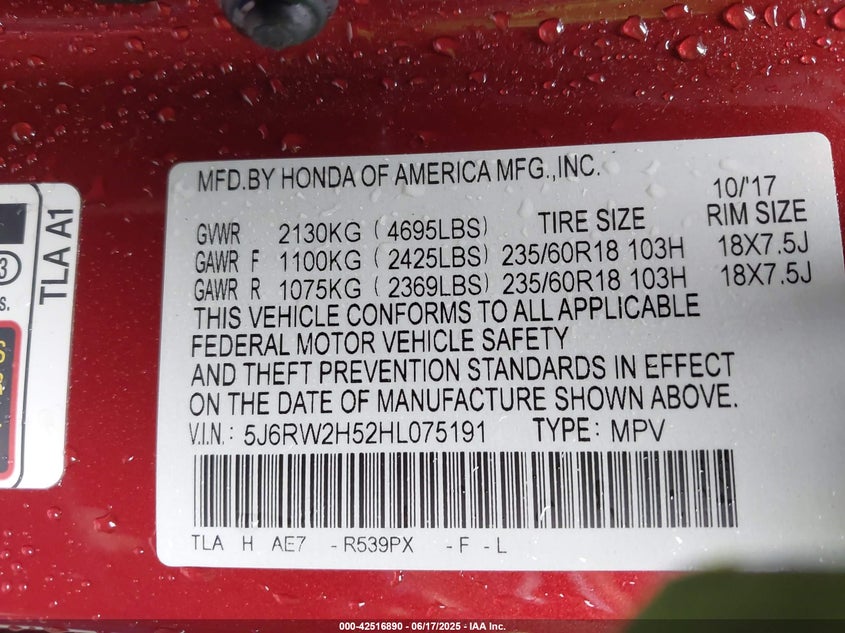 MFD.BY HONDA OF AMERICA MFG.,INC.
10/'17
GVWR 2130KG ( 4695LBS) TIRE SIZE RIM SIZE
GAWR F 1100KG ( 2425LBS) 235/60R18 103H 18X7.5J
GAWR R 1075KG ( 2369LBS) 235/60R18 103H 18X7.5J
THIS VEHICLE CONFORMS TO ALL APPLICABLE
FEDERAL MOTOR VEHICLE SAFETY
AND THEFT PREVENTION STANDARDS IN EFFECT
ON THE DATE OF MANUFACTURE SHOWN ABOVE.
V.I.N: 5J6RW2H52HL075191 TYPE: MPV
TLA H AE7 -R539PX -F -L
TLA A1
3
s.
000-42516890 - 06/17/2025 - IAA Inc.